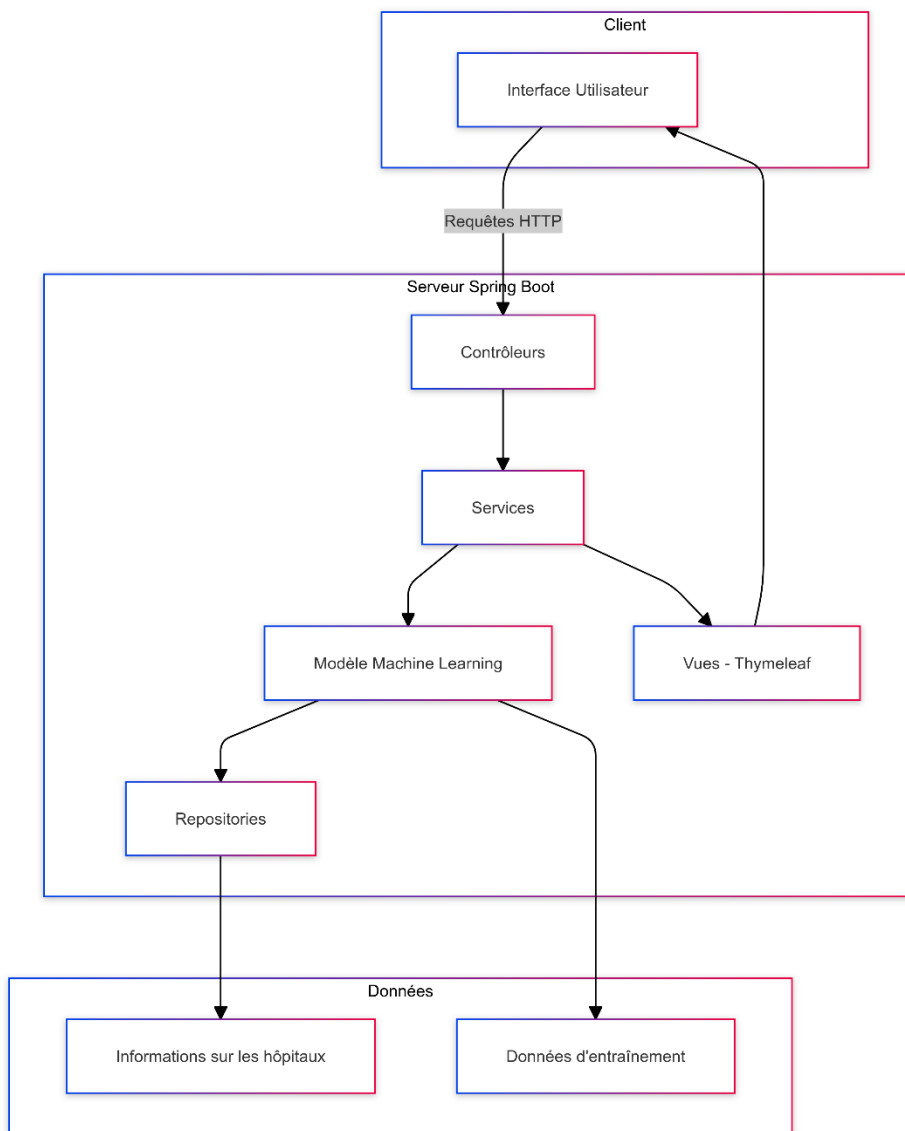 Client
Interface Utilisateur
Requêtes HTTP
Serveur Spring Boot
Contrôleurs
Services
Modèle Machine Learning
Vues - Thymeleaf
Repositories
Données
Informations sur les hôpitaux
Données d'entraînement